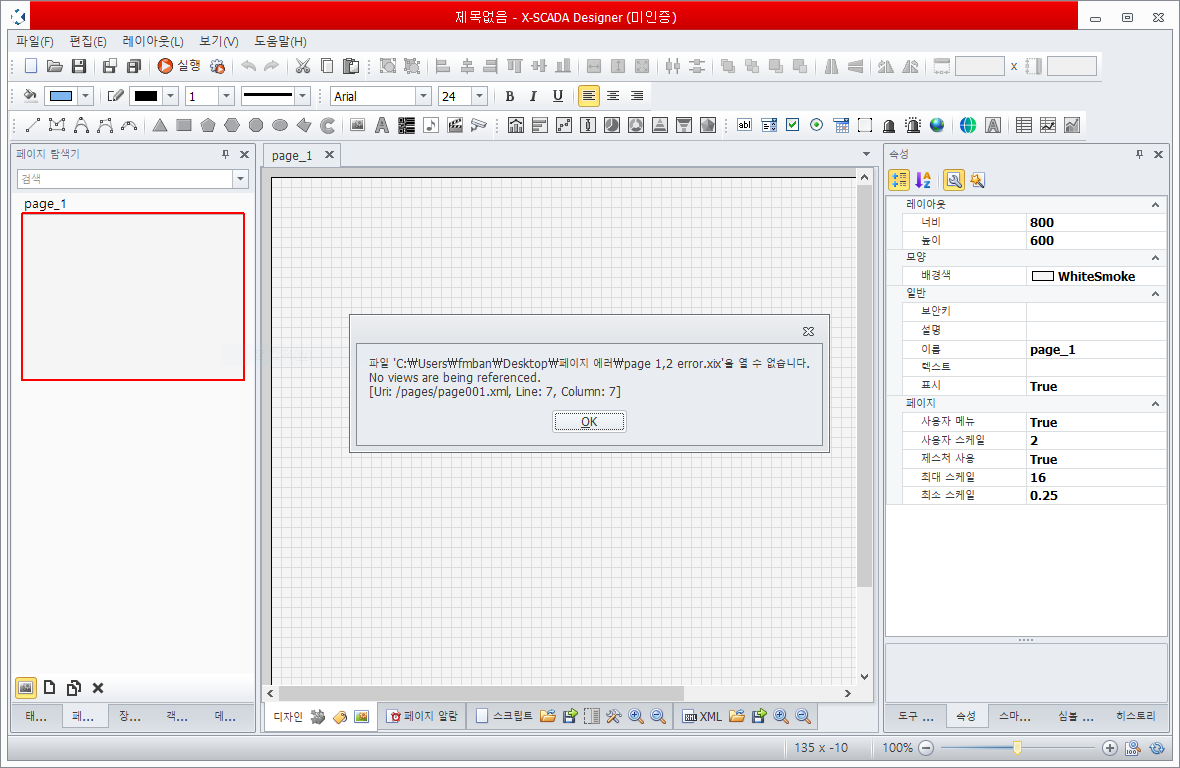 제목없음 - X-SCADA Designer (미인증)
파일(F) 편집(E) 레이아웃(L) 보기(V) 도움말(H)
실행
x
1 Arial 24 B I U
abl
페이지 탐색기
검색
page_1
page_1
파일 'C:₩Users₩fmban₩Desktop₩페이지 에러₩page 1,2 error.xix'을 열 수 없습니다.
No views are being referenced.
[Uri: /pages/page001.xml, Line: 7, Column: 7]
OK
속성
레이아웃
너비 800
높이 600
모양
배경색 WhiteSmoke
일반
보안키
설명
이름 page_1
텍스트
표시 True
페이지
사용자 메뉴 True
사용자 스케일 2
제스처 사용 True
최대 스케일 16
최소 스케일 0.25
태... 페... 장... 객... 데...
디자인 페이지 알람 스크립트 XML
도구 ... 속성 스마... 심볼 ... 히스토리
135 x -10 100%